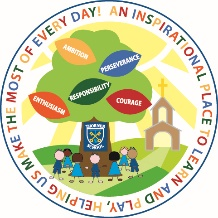 AN INSPIRATIONAL PLACE TO LEARN AND PLAY, HELPING US MAKE THE MOST OF EVERY DAY!
AMBITION
PERSEVERANCE
RESPONSIBILITY
ENTHUSIASM
COURAGE
SCHOOL